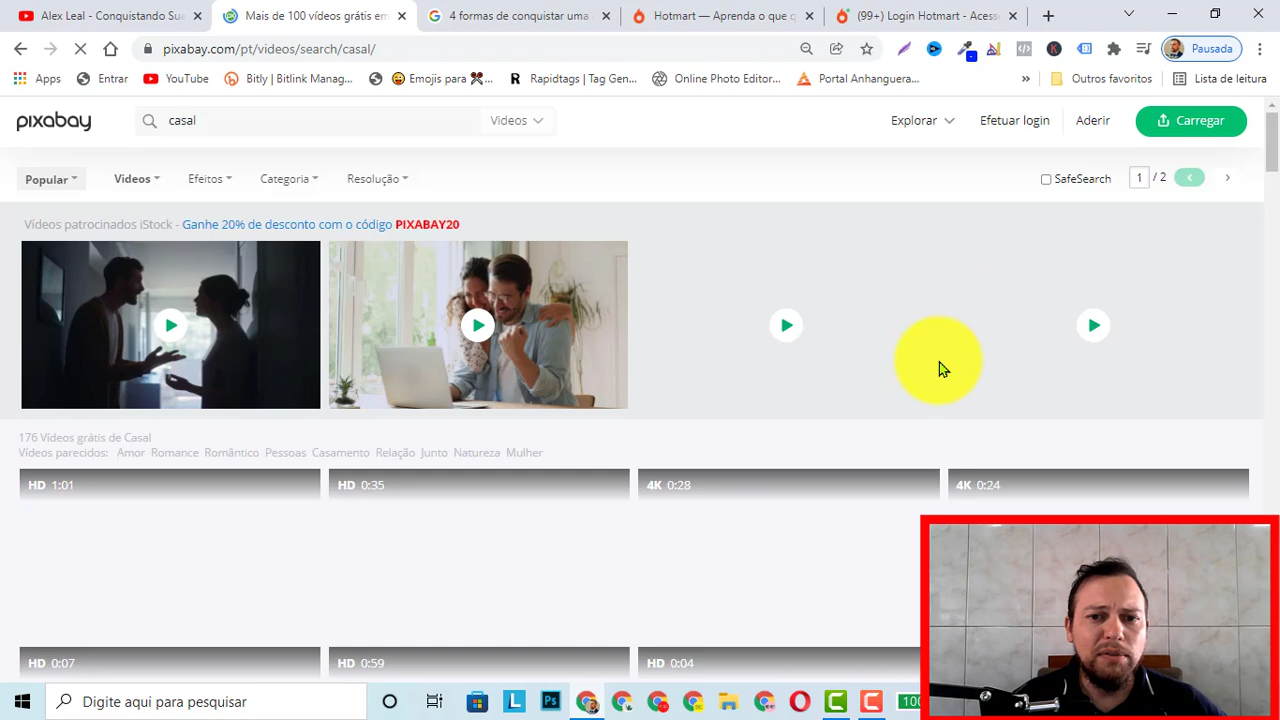 Alex Leal - Conquistando Sua
Mais de 100 vídeos grátis em
4 formas de conquistar uma
Hotmart — Aprenda o que q
(99+) Login Hotmart - Acess
pixabay.com/pt/videos/search/casal/
Pausada
Apps
Entrar
YouTube
Bitly | Bitlink Manag...
Emojis para
Rapidtags | Tag Gen...
Online Photo Editor...
Portal Anhanguera...
»
Outros favoritos
Lista de leitura
pixabay
casal
Videos
Explorar
Efetuar login
Aderir
Carregar
Popular
Videos
Efeitos
Categoria
Resolução
SafeSearch
1 / 2
Vídeos patrocinados iStock - Ganhe 20% de desconto com o código PIXABAY20
176 Vídeos grátis de Casal
Vídeos parecidos: Amor Romance Romântico Pessoas Casamento Relação Junto Natureza Mulher
HD 1:01
HD 0:35
4K 0:28
4K 0:24
HD 0:07
HD 0:59
HD 0:04
Digite aqui para pesquisar
L
Ps
100